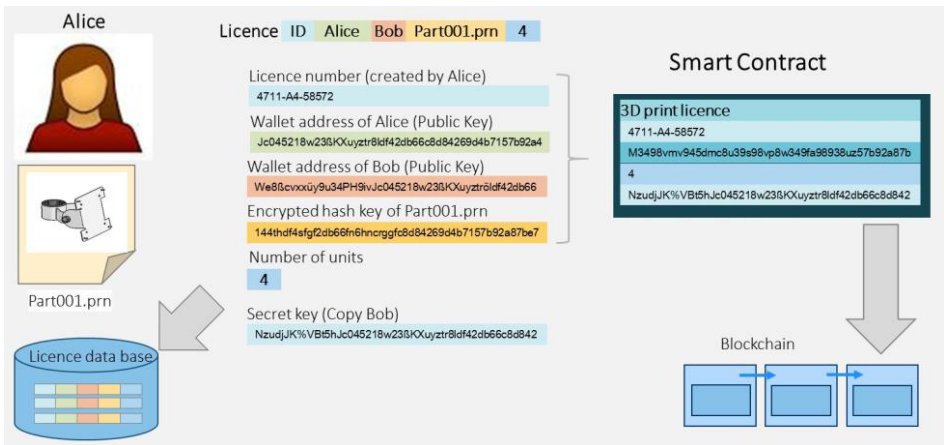 Alice
Licence ID Alice Bob Part001.prn 4
Licence number (created by Alice)
4711-A4-58572
Wallet address of Alice (Public Key)
Jc045218w23ßKXuyztr8ldf42db66c8d84269d4b7157b92a4
Wallet address of Bob (Public Key)
We8ßcvxxüy9u34PH9ivJc045218w23ßKXuyztröldf42db66
Encrypted hash key of Part001.prn
144thdf4sfgf2db66fn6hncrggfc8d84269d4b7157b92a87be7
Number of units
4
Secret key (Copy Bob)
NzudjJK%VBt5hJc045218w23ßKXuyztr8ldf42db66c8d842
Part001.prn
Licence data base
Smart Contract
3D print licence
4711-A4-58572
M3498vmv945dmc8u39s98vp8w349fa98938uz57b92a87b
4
NzudjJK%VBt5hJc045218w23ßKXuyztr8ldf42db66c8d842
Blockchain